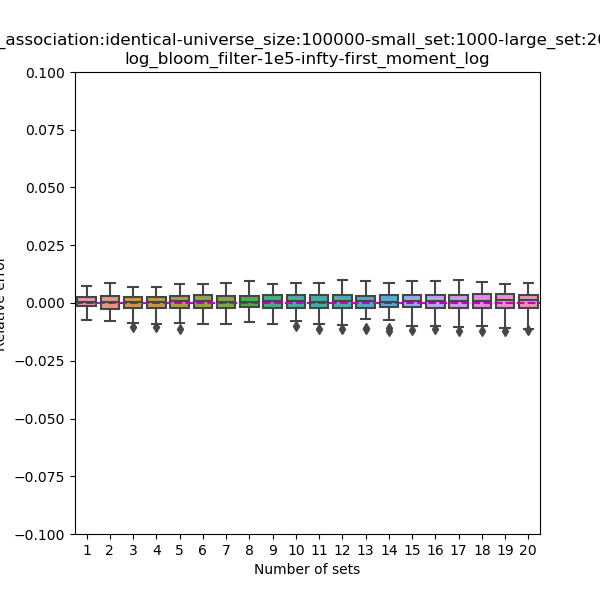 _association:identical-universe_size:100000-small_set:1000-large_set:20
log_bloom_filter-1e5-infty-first_moment_log
0.100
0.075
0.050
0.025
0.000
−0.025
−0.050
−0.075
−0.100
Relative error
1 2 3 4 5 6 7 8 9 10 11 12 13 14 15 16 17 18 19 20
Number of sets